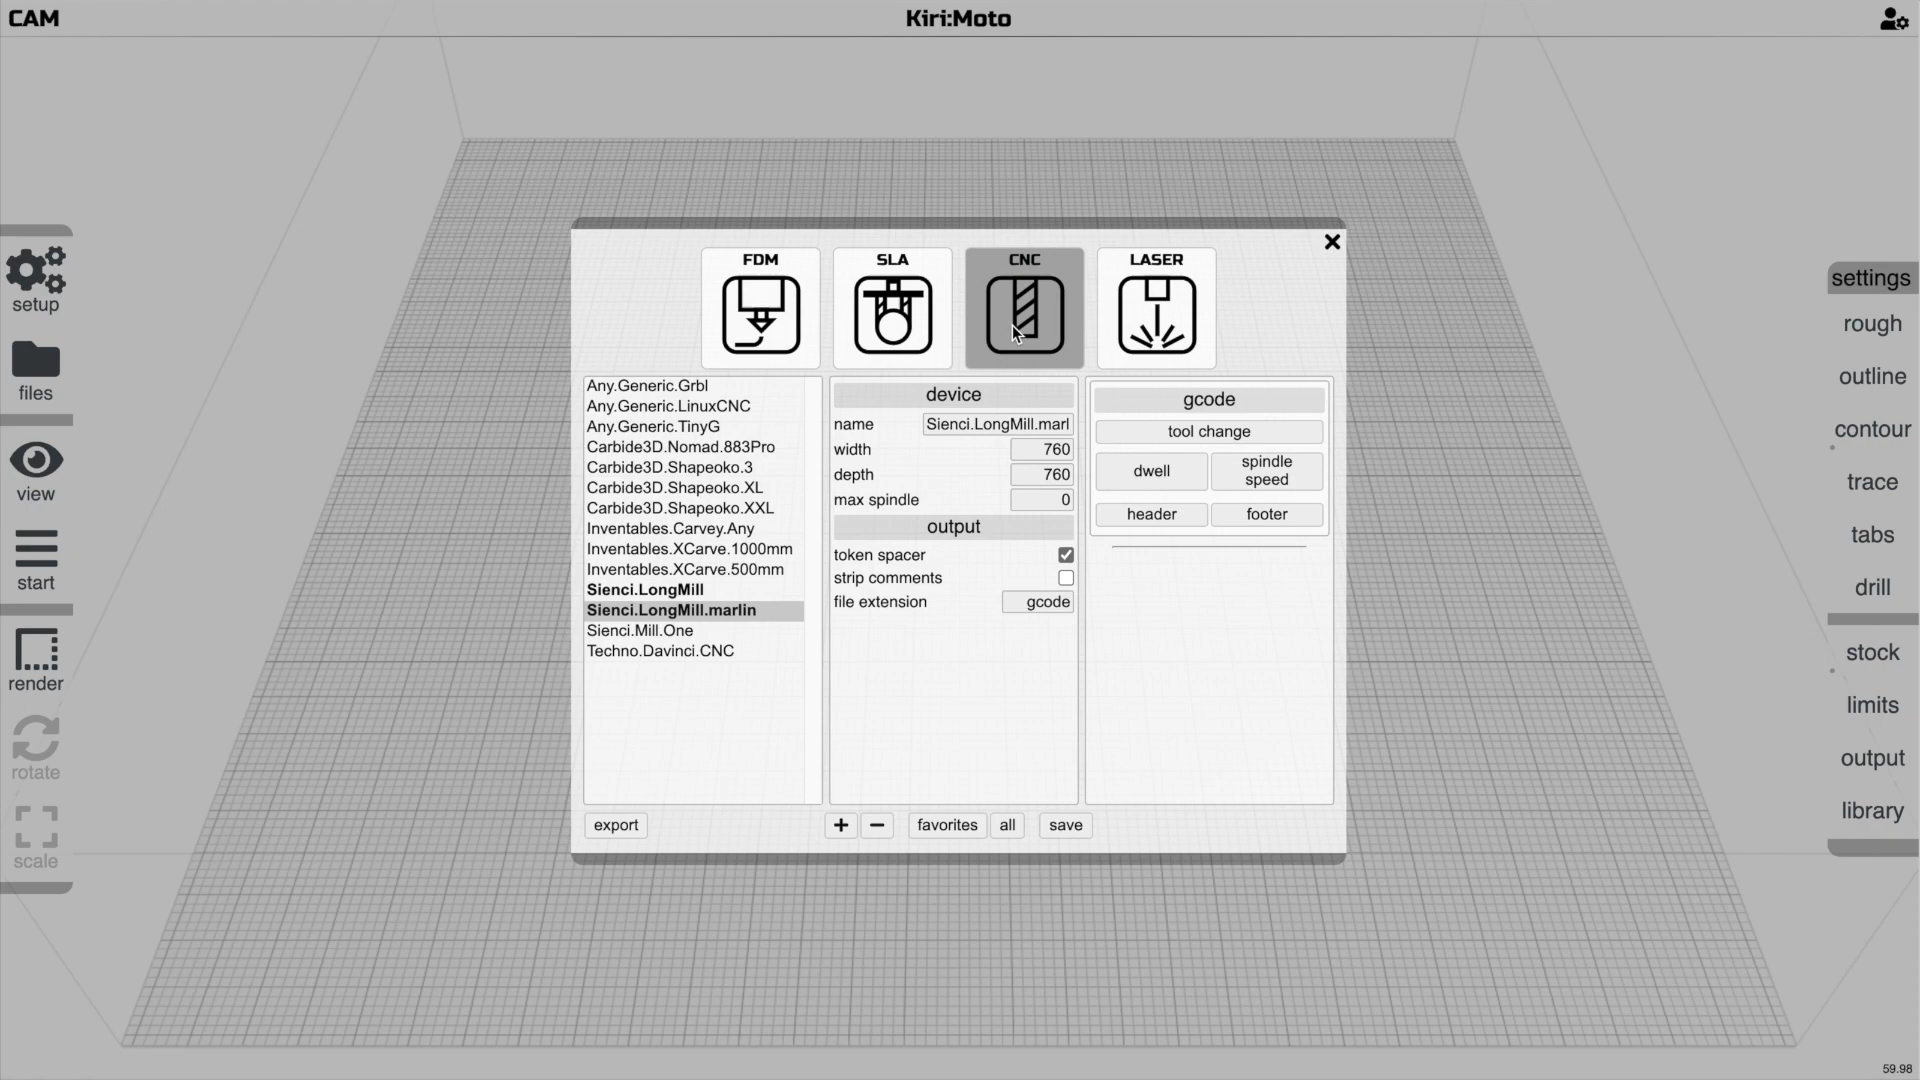 CAM
Kiri:Moto
setup
files
view
start
render
rotate
scale
FDM
SLA
CNC
LASER
Any.Generic.Grbl
Any.Generic.LinuxCNC
Any.Generic.TinyG
Carbide3D.Nomad.883Pro
Carbide3D.Shapeoko.3
Carbide3D.Shapeoko.XL
Carbide3D.Shapeoko.XXL
Inventables.Carvey.Any
Inventables.XCarve.1000mm
Inventables.XCarve.500mm
Sienci.LongMill
Sienci.LongMill.marlin
Sienci.Mill.One
Techno.Davinci.CNC
device
name Sienci.LongMill.marl
width 760
depth 760
max spindle 0
output
token spacer
strip comments
file extension gcode
gcode
tool change
dwell
spindle
speed
header
footer
export
+
−
favorites
all
save
settings
rough
outline
contour
trace
tabs
drill
stock
limits
output
library
59.98